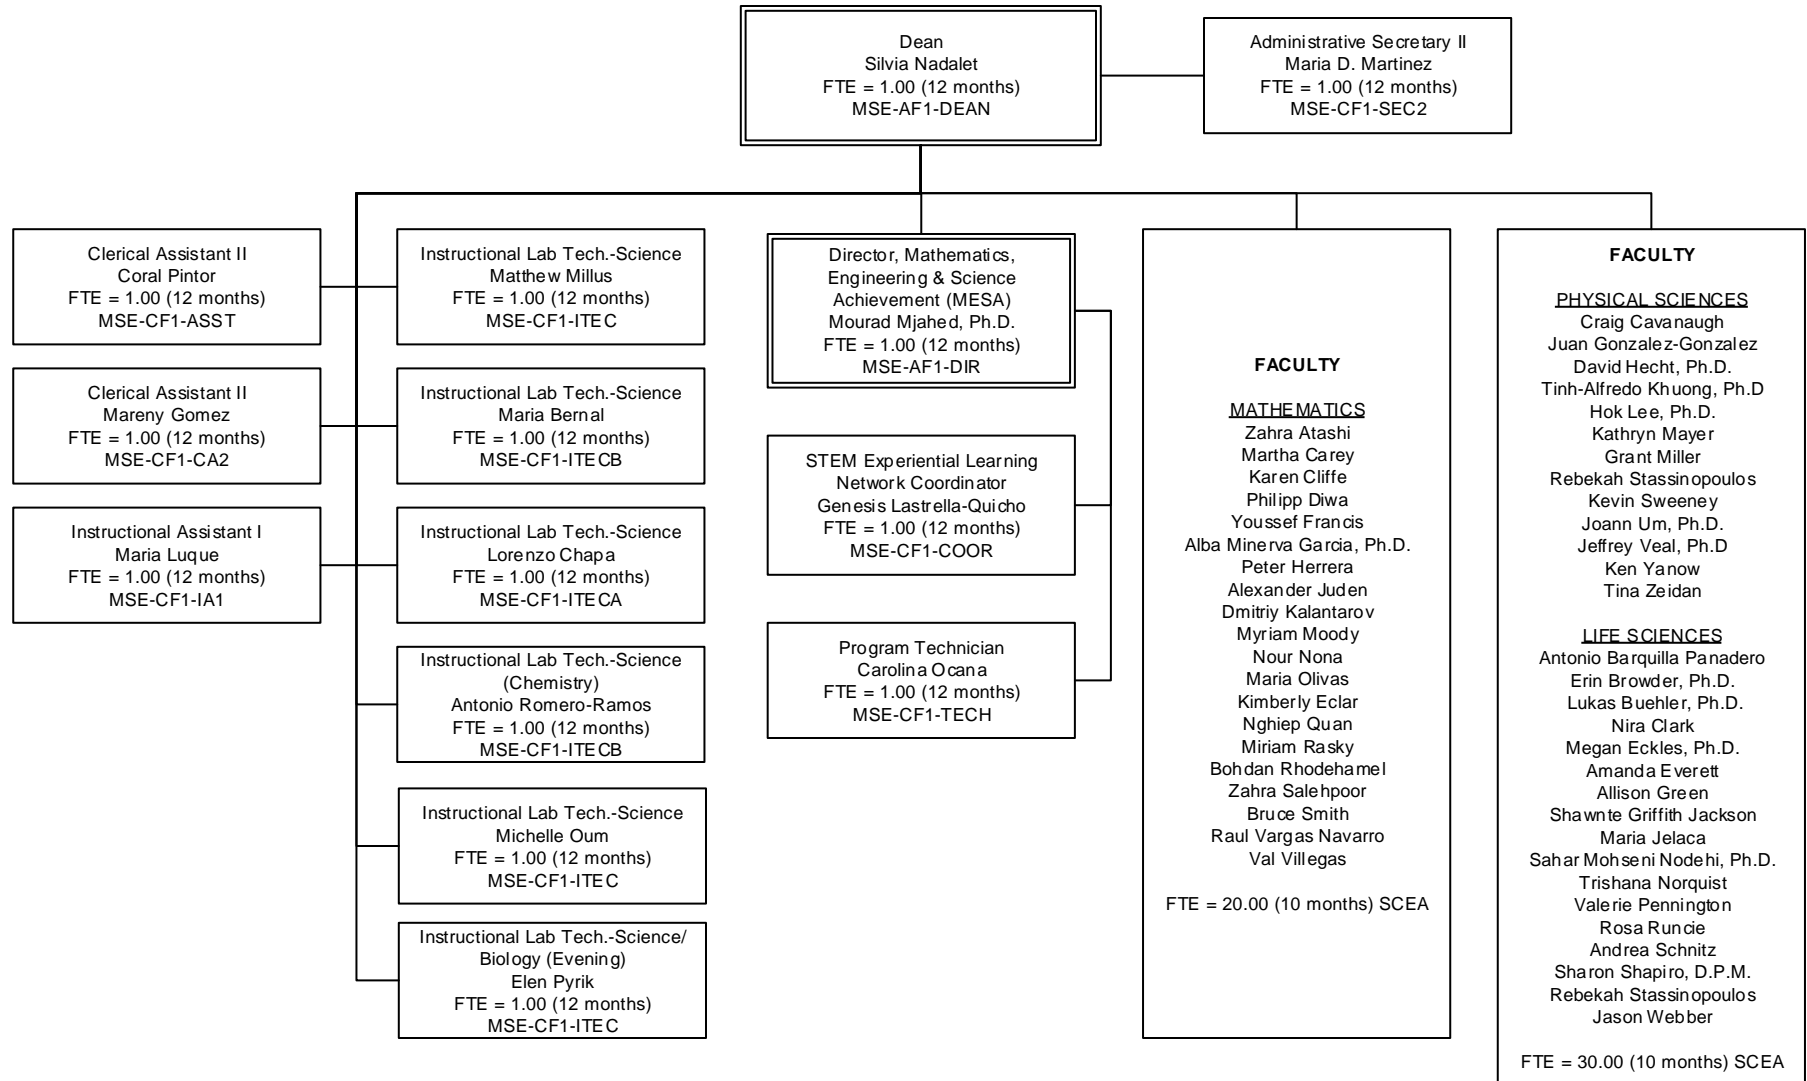 Dean
Silvia Nadalet
FTE = 1.00 (12 months)
MSE-AF1-DEAN
Administrative Secretary II
Maria D. Martinez
FTE = 1.00 (12 months)
MSE-CF1-SEC2
Clerical Assistant II
Coral Pintor
FTE = 1.00 (12 months)
MSE-CF1-ASST
Clerical Assistant II
Mareny Gomez
FTE = 1.00 (12 months)
MSE-CF1-CA2
Instructional Assistant I
Maria Luque
FTE = 1.00 (12 months)
MSE-CF1-IA1
Instructional Lab Tech.-Science
Matthew Millus
FTE = 1.00 (12 months)
MSE-CF1-ITEC
Instructional Lab Tech.-Science
Maria Bernal
FTE = 1.00 (12 months)
MSE-CF1-ITECB
Instructional Lab Tech.-Science
Lorenzo Chapa
FTE = 1.00 (12 months)
MSE-CF1-ITECA
Instructional Lab Tech.-Science
(Chemistry)
Antonio Romero-Ramos
FTE = 1.00 (12 months)
MSE-CF1-ITECB
Instructional Lab Tech.-Science
Michelle Oum
FTE = 1.00 (12 months)
MSE-CF1-ITEC
Instructional Lab Tech.-Science/
Biology (Evening)
Elen Pyrik
FTE = 1.00 (12 months)
MSE-CF1-ITEC
Director, Mathematics,
Engineering & Science
Achievement (MESA)
Mourad Mjahed, Ph.D.
FTE = 1.00 (12 months)
MSE-AF1-DIR
STEM Experiential Learning
Network Coordinator
Genesis Lastrella-Quicho
FTE = 1.00 (12 months)
MSE-CF1-COOR
Program Technician
Carolina Ocana
FTE = 1.00 (12 months)
MSE-CF1-TECH
FACULTY
MATHEMATICS
Zahra Atashi
Martha Carey
Karen Cliffe
Philipp Diwa
Youssef Francis
Alba Minerva Garcia, Ph.D.
Peter Herrera
Alexander Juden
Dmitriy Kalantarov
Myriam Moody
Nour Nona
Maria Olivas
Kimberly Eclar
Nghiep Quan
Miriam Rasky
Bohdan Rhodehamel
Zahra Salehpoor
Bruce Smith
Raul Vargas Navarro
Val Villegas
FTE = 20.00 (10 months) SCEA
FACULTY
PHYSICAL SCIENCES
Craig Cavanaugh
Juan Gonzalez-Gonzalez
David Hecht, Ph.D.
Tinh-Alfredo Khuong, Ph.D
Hok Lee, Ph.D.
Kathryn Mayer
Grant Miller
Rebekah Stassinopoulos
Kevin Sweeney
Joann Um, Ph.D.
Jeffrey Veal, Ph.D
Ken Yanow
Tina Zeidan
LIFE SCIENCES
Antonio Barquilla Panadero
Erin Browder, Ph.D.
Lukas Buehler, Ph.D.
Nira Clark
Megan Eckles, Ph.D.
Amanda Everett
Allison Green
Shawnte Griffith Jackson
Maria Jelaca
Sahar Mohseni Nodehi, Ph.D.
Trishana Norquist
Valerie Pennington
Rosa Runcie
Andrea Schnitz
Sharon Shapiro, D.P.M.
Rebekah Stassinopoulos
Jason Webber
FTE = 30.00 (10 months) SCEA